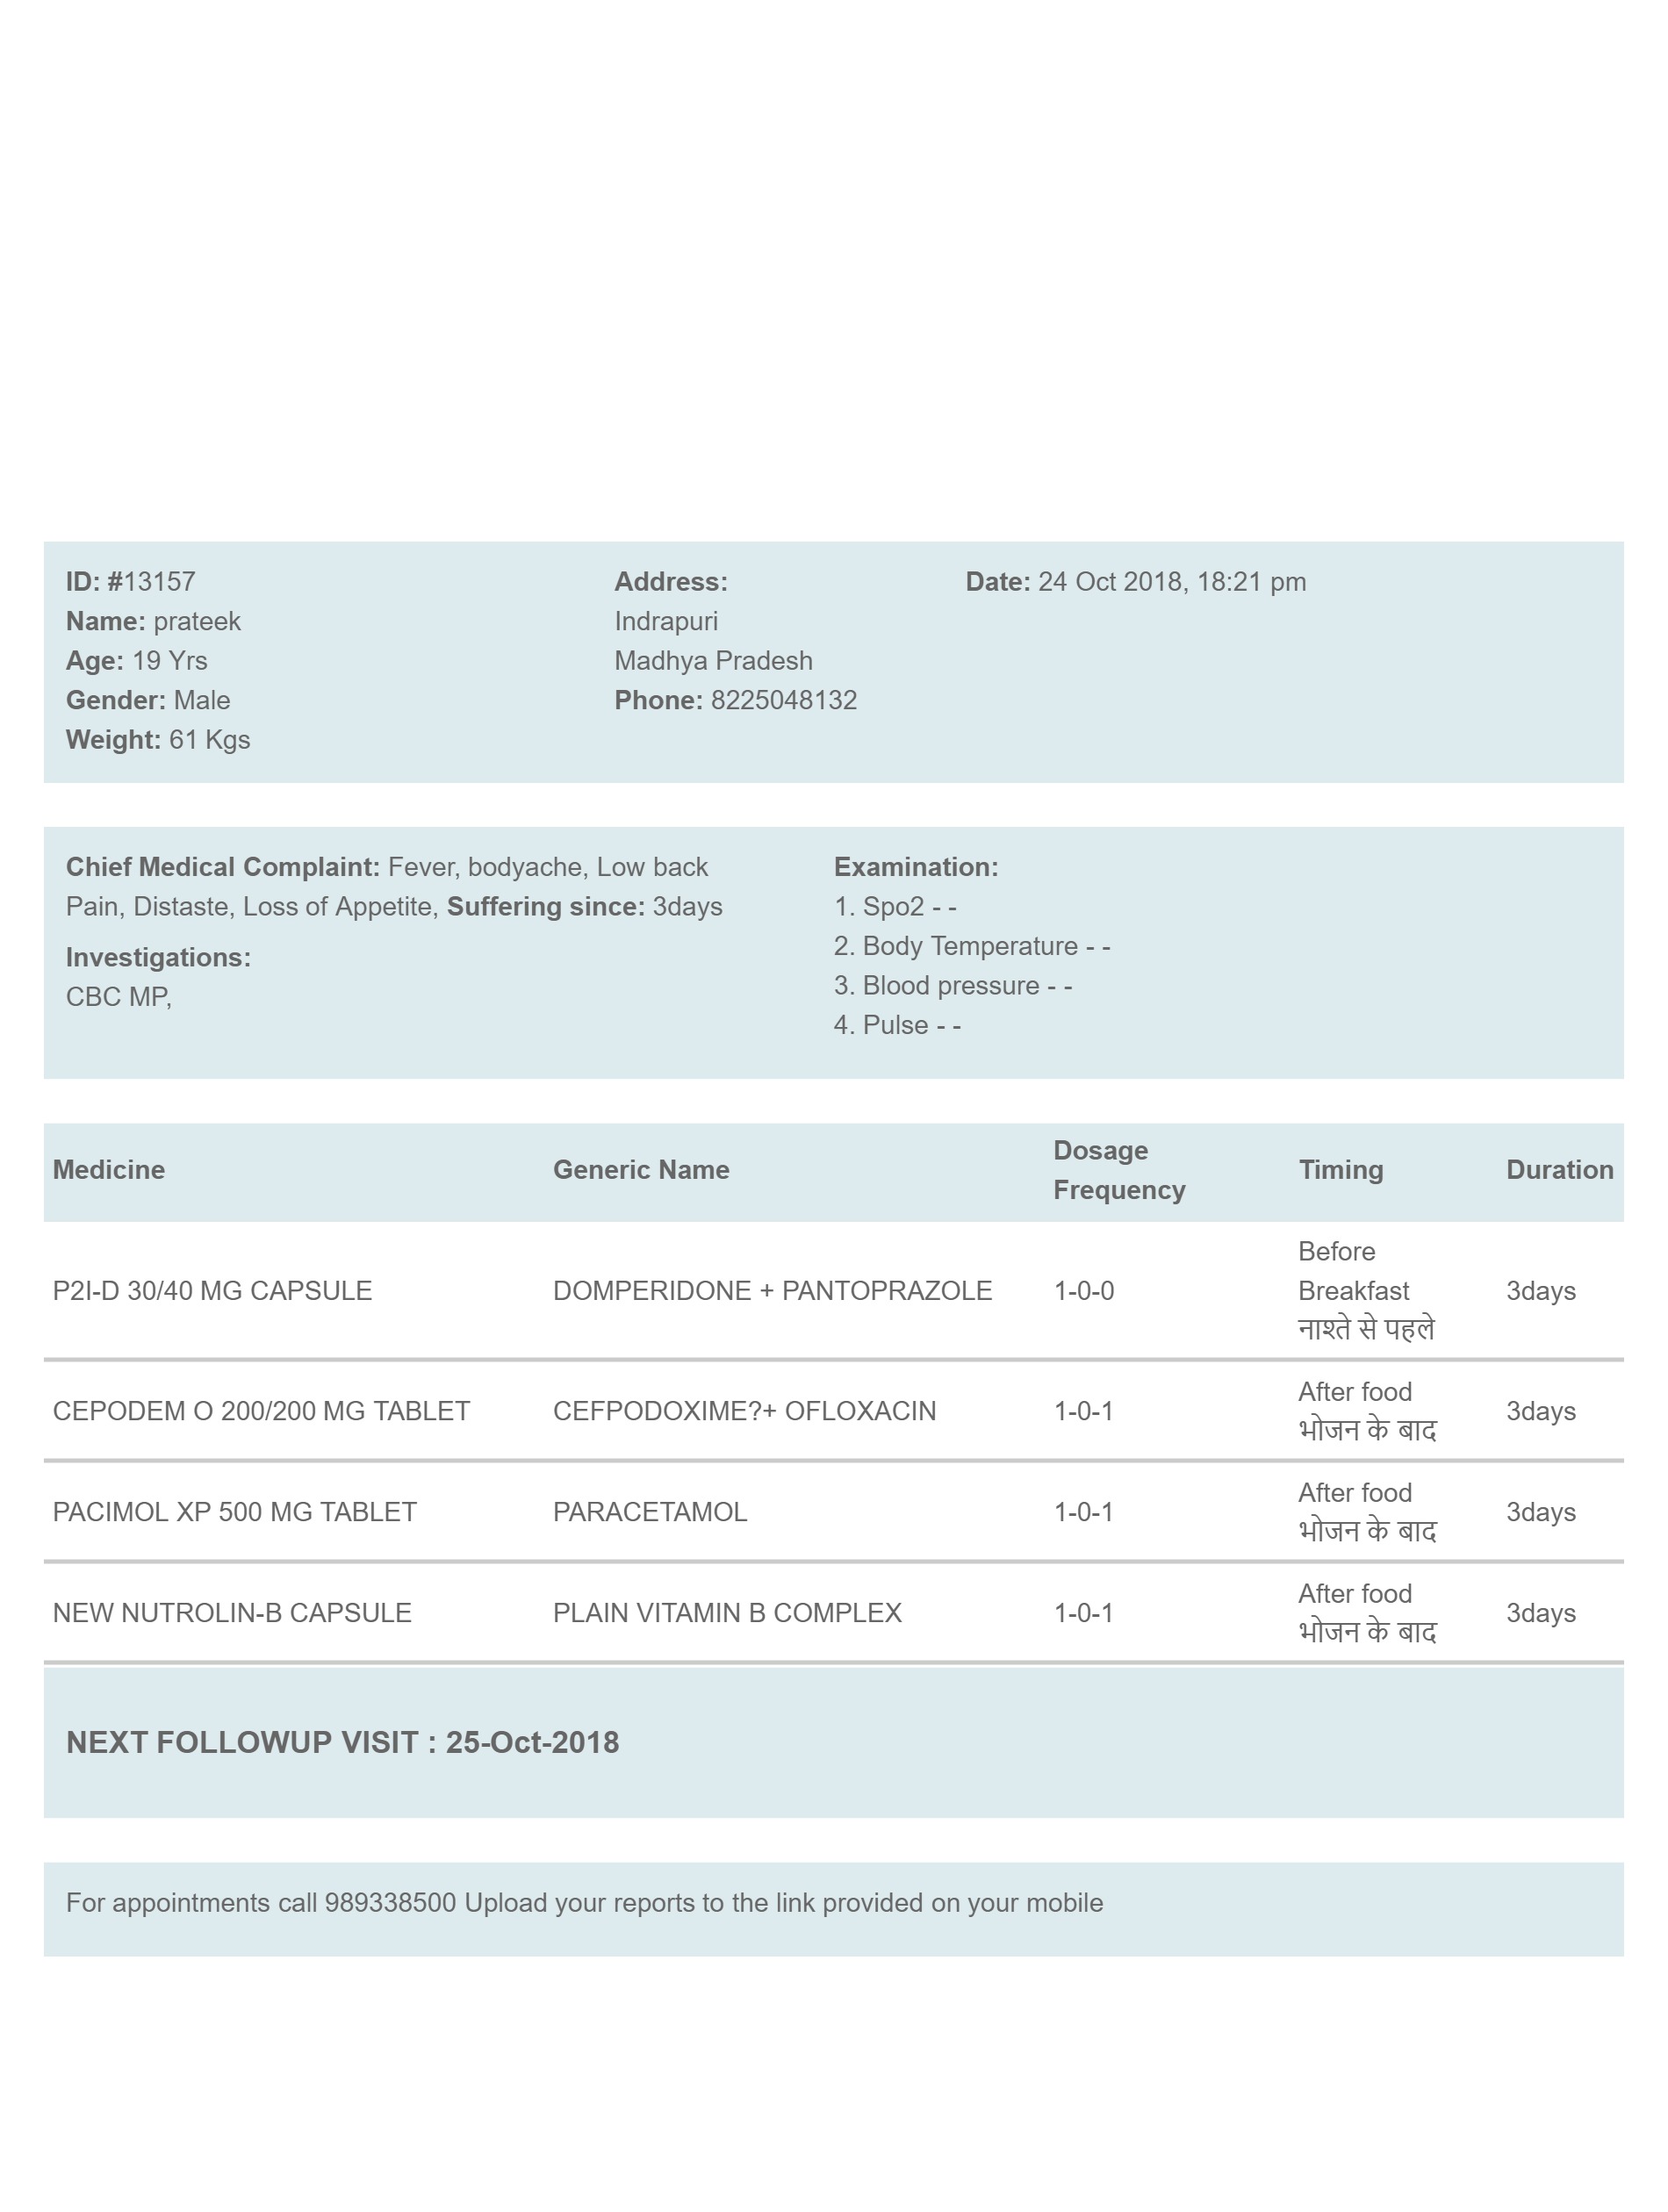 ID: #13157
Name: prateek
Age: 19 Yrs
Gender: Male
Weight: 61 Kgs
Address:
Indrapuri
Madhya Pradesh
Phone: 8225048132
Date: 24 Oct 2018, 18:21 pm
Chief Medical Complaint: Fever, bodyache, Low back
Pain, Distaste, Loss of Appetite, Suffering since: 3days
Investigations:
CBC MP,
Examination:
1. Spo2 - -
2. Body Temperature - -
3. Blood pressure - -
4. Pulse - -
Medicine Generic Name Dosage Frequency Timing Duration
P2I-D 30/40 MG CAPSULE DOMPERIDONE + PANTOPRAZOLE 1-0-0 Before Breakfast नाश्ते से पहले 3days
CEPODEM O 200/200 MG TABLET CEFPODOXIME?+ OFLOXACIN 1-0-1 After food भोजन के बाद 3days
PACIMOL XP 500 MG TABLET PARACETAMOL 1-0-1 After food भोजन के बाद 3days
NEW NUTROLIN-B CAPSULE PLAIN VITAMIN B COMPLEX 1-0-1 After food भोजन के बाद 3days
NEXT FOLLOWUP VISIT : 25-Oct-2018
For appointments call 989338500 Upload your reports to the link provided on your mobile